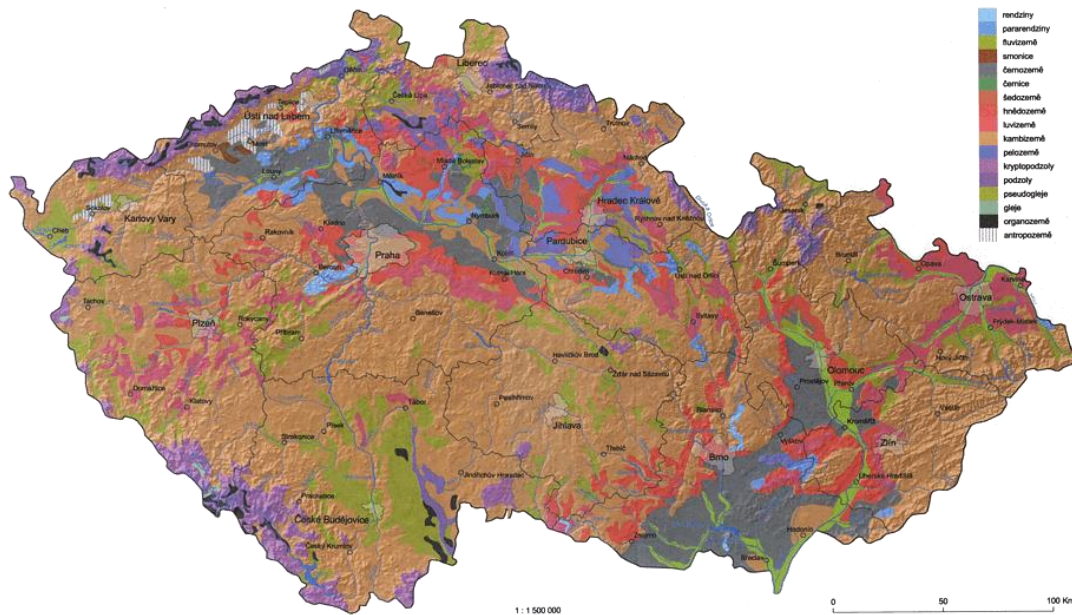 rendziny
pararendziny
fluvizemě
smonice
černozemě
černice
šedozemě
hnědozemě
luvizemě
kambizemě
pelozemě
kryptopodzoly
podzoly
pseudogleje
gleje
organozemě
antropozemě
Liberec
Děčín
Jablonec nad Nisou
Česká Lípa
Teplice
Ústí nad Labem
Semily
Trutnov
Most
Chomutov
Litoměřice
Jičín
Mladá Boleslav
Náchod
Louny
Mělník
Jeseník
Hradec Králové
Sokolov
Karlovy Vary
Nymburk
Rychnov nad Kněžnou
Cheb
Kladno
Rakovník
Pardubice
Praha
Kolín
Bruntál
Opava
Šumperk
Beroun
Kutná Hora
Chrudim
Ústí nad Orlicí
Karviná
Ostrava
Tachov
Plzeň
Rokycany
Svitavy
Frýdek-Místek
Benešov
Příbram
Nový Jičín
Havlíčkův Brod
Žďár nad Sázavou
Olomouc
Prostějov
Přerov
Domažlice
Klatovy
Tábor
Pelhřimov
Jihlava
Blansko
Vsetín
Kroměříž
Písek
Strakonice
Vyškov
Zlín
Třebíč
Brno
Jindřichův Hradec
Uherské Hradiště
Prachatice
České Budějovice
Hodonín
Znojmo
Český Krumlov
Břeclav
1 : 1 500 000
0 50 100 Km